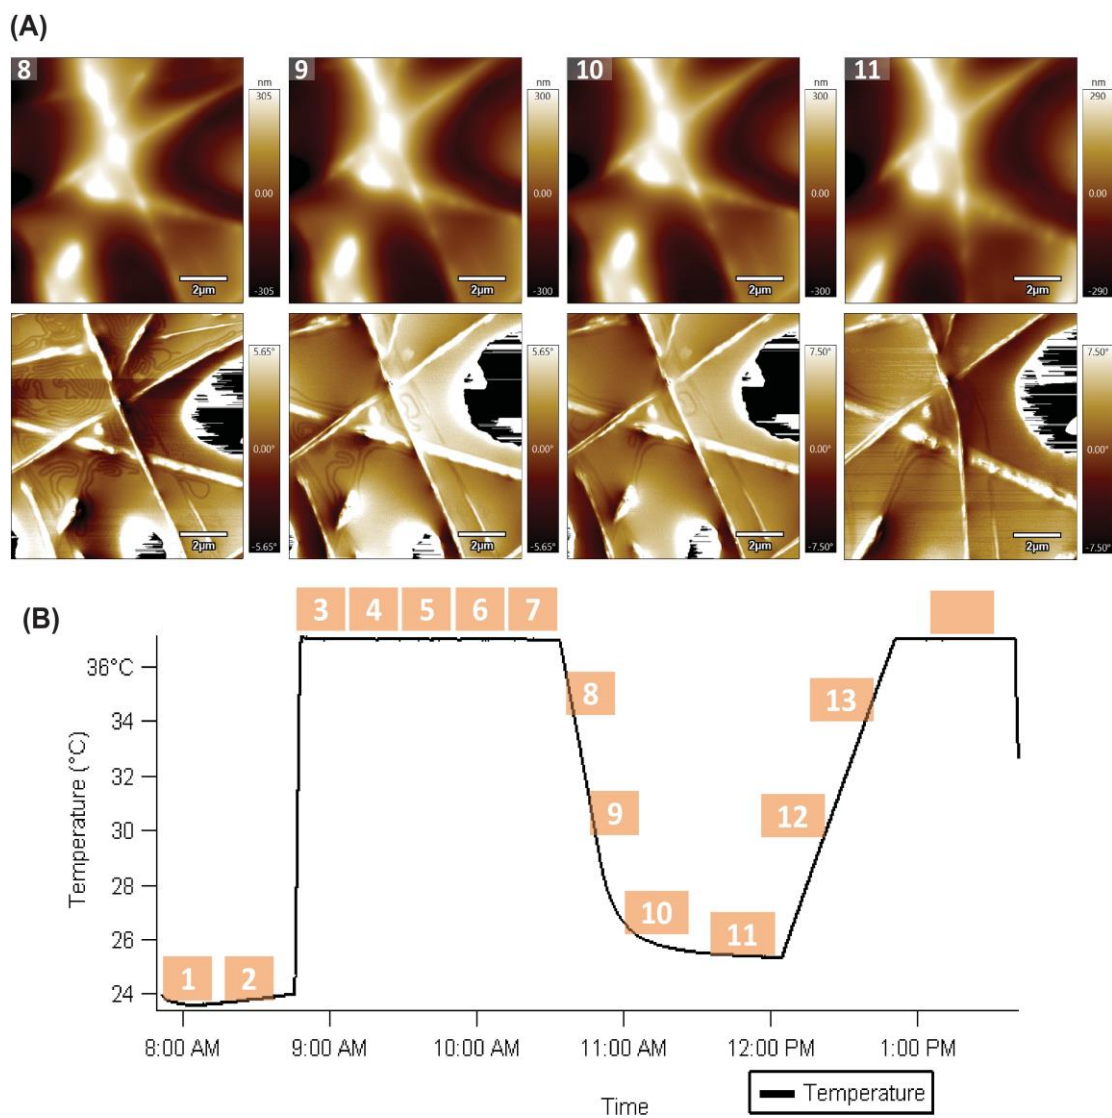 (A)
8 9 10 11
nm nm nm nm
305 300 300 290
0.00 0.00 0.00 0.00
2µm 2µm 2µm 2µm
-305 -300 -300 -290
5.65° 5.65° 7.50° 7.50°
0.00° 0.00° 0.00° 0.00°
2µm 2µm 2µm 2µm
-5.65° -5.65° -7.50° -7.50°
(B)
3 4 5 6 7
36°C
8
13
34
32
9
12
30
28
10
11
26
1 2
24
Temperature (°C)
8:00 AM 9:00 AM 10:00 AM 11:00 AM 12:00 PM 1:00 PM
Temperature
Time